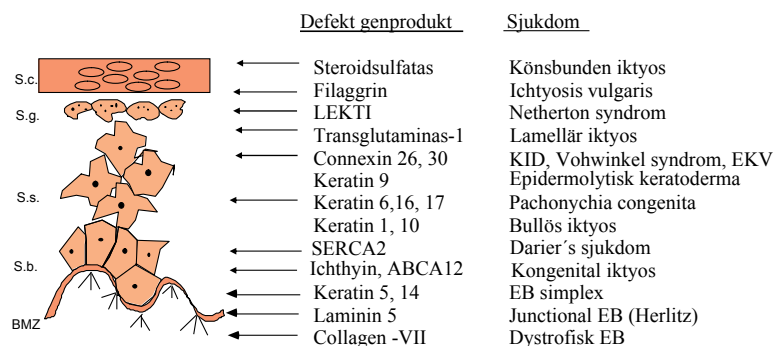 Defekt genprodukt Sjukdom
Steroidsulfatas Könsbunden iktyos
S.c.
Filaggrin Ichtyosis vulgaris
S.g. LEKTI Netherton syndrom
Transglutaminas-1 Lamellär iktyos
Connexin 26, 30 KID, Vohwinkel syndrom, EKV
Keratin 9 Epidermolytisk keratoderma
S.s. Keratin 6,16, 17 Pachonychia congenita
Keratin 1, 10 Bullös iktyos
SERCA2 Darier´s sjukdom
S.b. Ichthyin, ABCA12 Kongenital iktyos
Keratin 5, 14 EB simplex
Laminin 5 Junctional EB (Herlitz)
BMZ
Collagen -VII Dystrofisk EB